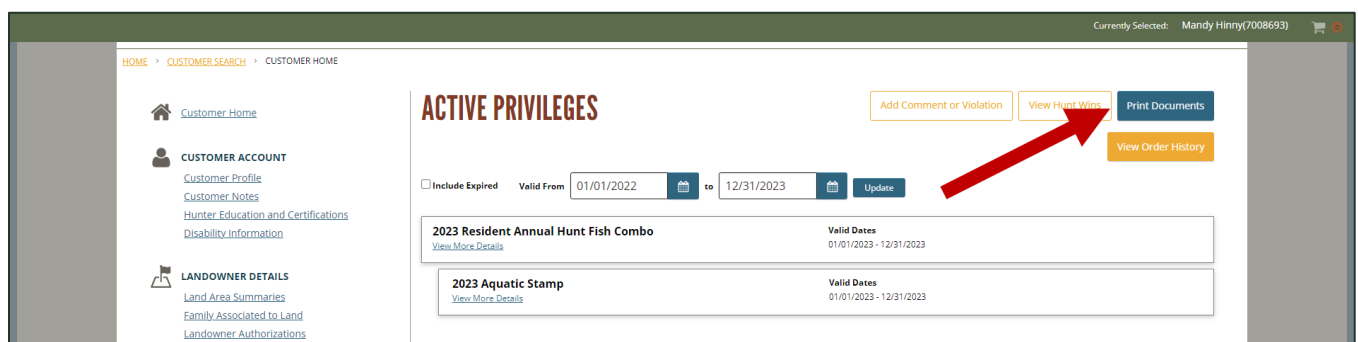 Currently Selected: Mandy Hinny(7008693)
HOME > CUSTOMER SEARCH > CUSTOMER HOME
Customer Home
CUSTOMER ACCOUNT
Customer Profile
Customer Notes
Hunter Education and Certifications
Disability Information
LANDOWNER DETAILS
Land Area Summaries
Family Associated to Land
Landowner Authorizations
ACTIVE PRIVILEGES
Add Comment or Violation
View Hunt Wins
Print Documents
View Order History
Include Expired Valid From 01/01/2022 to 12/31/2023 Update
2023 Resident Annual Hunt Fish Combo
View More Details
Valid Dates
01/01/2023 - 12/31/2023
2023 Aquatic Stamp
View More Details
Valid Dates
01/01/2023 - 12/31/2023